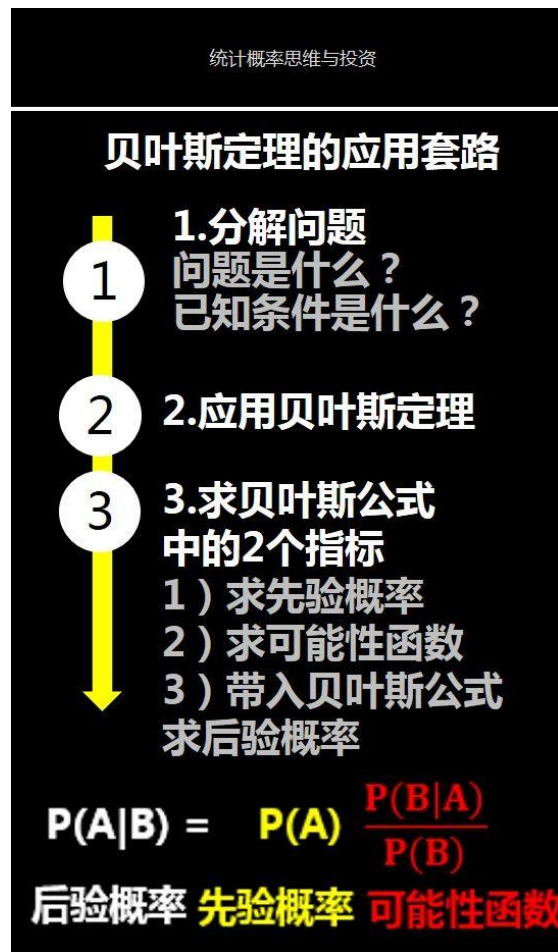 统计概率思维与投资
贝叶斯定理的应用套路
1
1.分解问题
问题是什么？
已知条件是什么？
2
2.应用贝叶斯定理
3
3.求贝叶斯公式
中的2个指标
1）求先验概率
2）求可能性函数
3）带入贝叶斯公式
求后验概率
P(A|B) = P(A) P(B|A)
P(B)
后验概率 先验概率 可能性函数